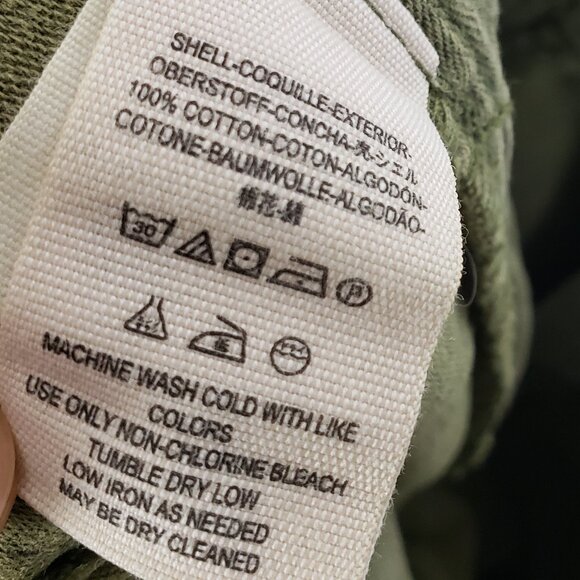 SHELL-COQUILLE-EXTERIOR-
OBERSTOFF-CONCHA-壳-シェル
100% COTTON-COTON-ALGODÓN-
COTONE-BAUMWOLLE-ALGODÃO-
棉花-綿
30
P
MACHINE WASH COLD WITH LIKE
COLORS
USE ONLY NON-CHLORINE BLEACH
TUMBLE DRY LOW
LOW IRON AS NEEDED
MAY BE DRY CLEANED